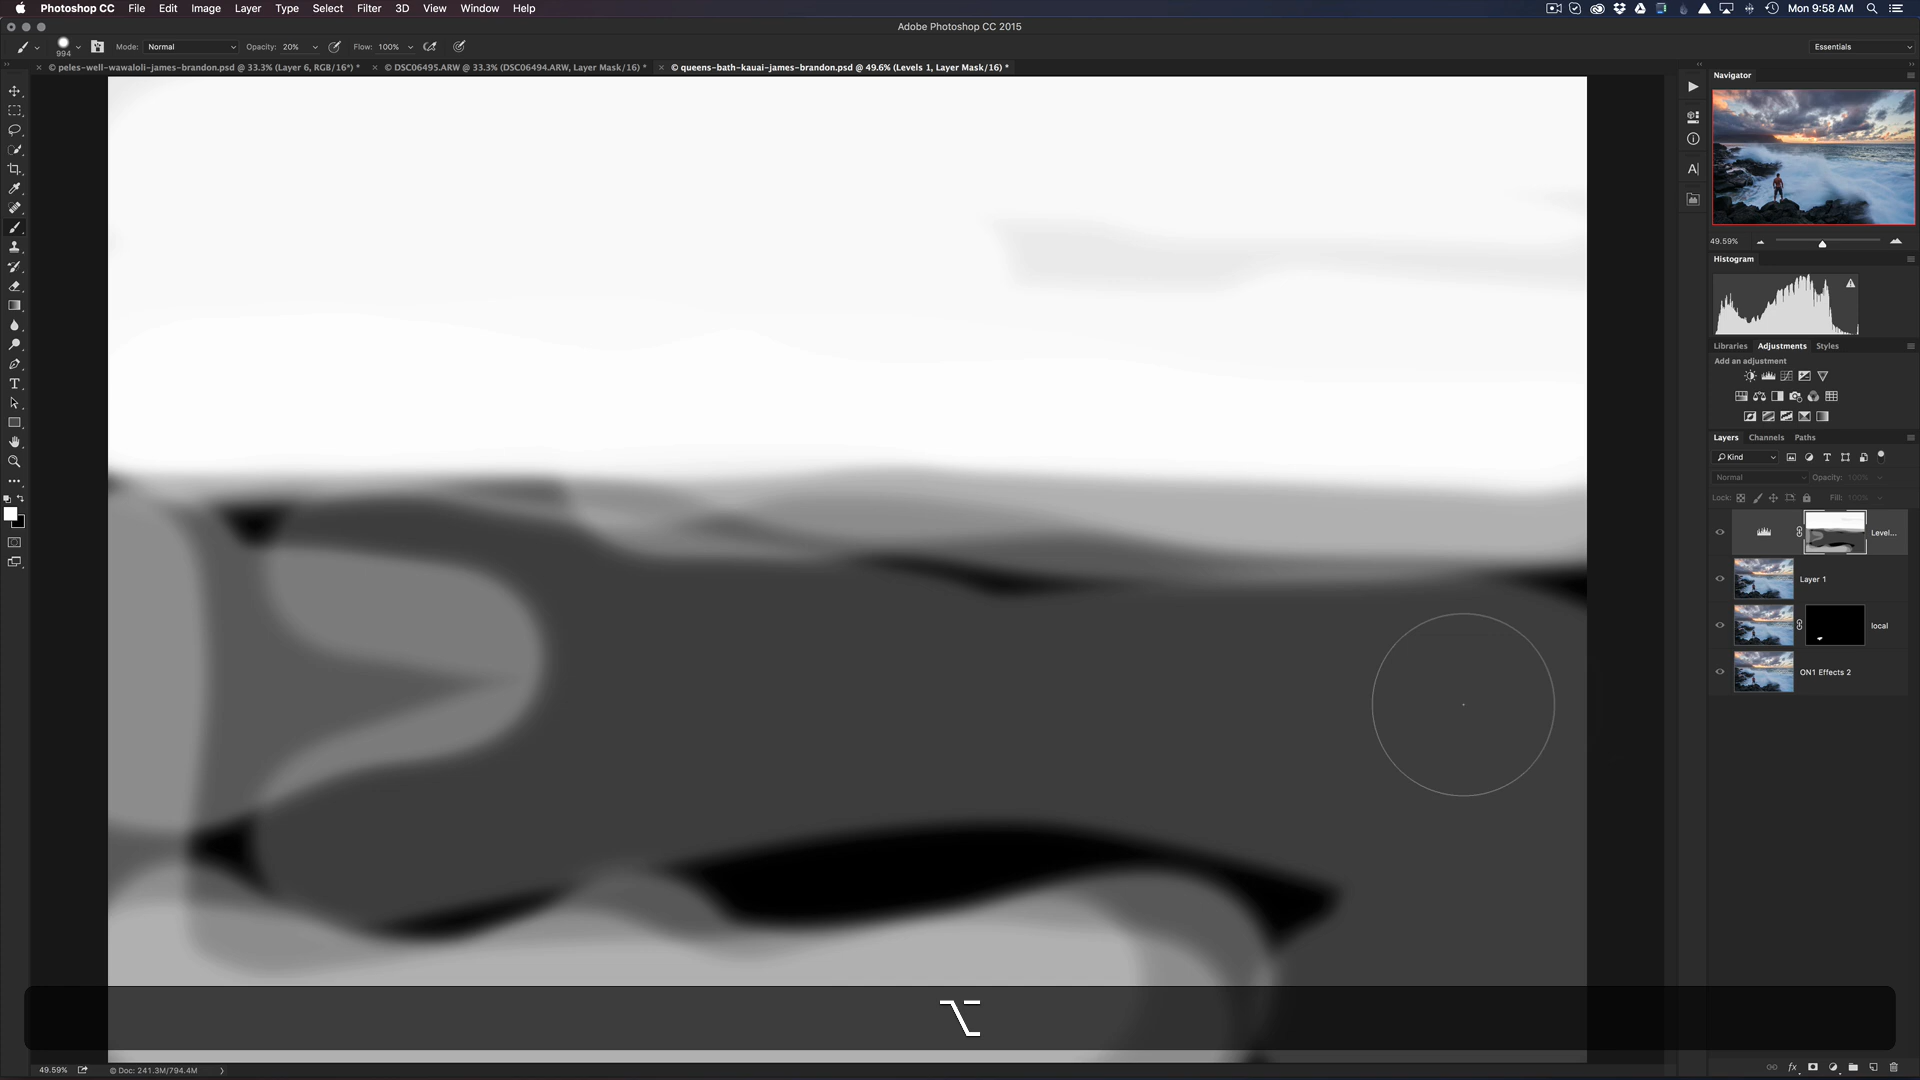 Photoshop CC File Edit Image Layer Type Select Filter 3D View Window Help Mon 9:58 AM
Adobe Photoshop CC 2015
994 Mode: Normal Opacity: 20% Flow: 100% Essentials
× © peles-well-wawaloli-james-brandon.psd @ 33.3% (Layer 6, RGB/16*) * × © DSC06495.ARW @ 33.3% (DSC06494.ARW, Layer Mask/16) * × © queens-bath-kauai-james-brandon.psd @ 49.6% (Levels 1, Layer Mask/16) *
Navigator
49.59%
Histogram
Libraries Adjustments Styles
Add an adjustment
Layers Channels Paths
Kind
Normal Opacity: 100%
Lock: Fill: 100%
Level...
Layer 1
local
ON1 Effects 2
49.59% © Doc: 241.3M/794.4M